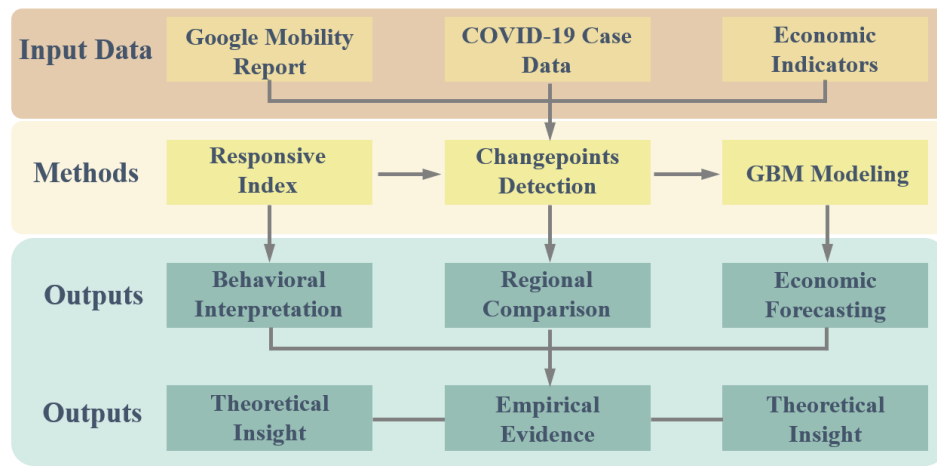 Input Data
Google Mobility
Report
COVID-19 Case
Data
Economic
Indicators
Methods
Responsive
Index
Changepoints
Detection
GBM Modeling
Outputs
Behavioral
Interpretation
Regional
Comparison
Economic
Forecasting
Outputs
Theoretical
Insight
Empirical
Evidence
Theoretical
Insight